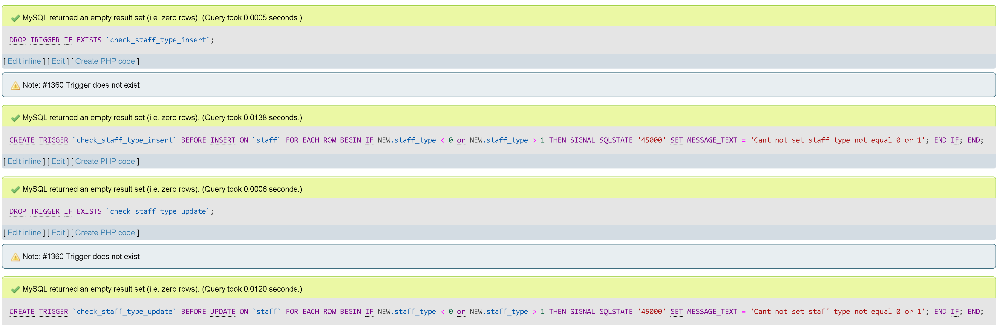 MySQL returned an empty result set (i.e. zero rows). (Query took 0.0005 seconds.)
DROP TRIGGER IF EXISTS `check_staff_type_insert`;
[ Edit inline ] [ Edit ] [ Create PHP code ]
Note: #1360 Trigger does not exist
MySQL returned an empty result set (i.e. zero rows). (Query took 0.0138 seconds.)
CREATE TRIGGER `check_staff_type_insert` BEFORE INSERT ON `staff` FOR EACH ROW BEGIN IF NEW.staff_type < 0 or NEW.staff_type > 1 THEN SIGNAL SQLSTATE '45000' SET MESSAGE_TEXT = 'Cant not set staff type not equal 0 or 1'; END IF; END;
[ Edit inline ] [ Edit ] [ Create PHP code ]
MySQL returned an empty result set (i.e. zero rows). (Query took 0.0006 seconds.)
DROP TRIGGER IF EXISTS `check_staff_type_update`;
[ Edit inline ] [ Edit ] [ Create PHP code ]
Note: #1360 Trigger does not exist
MySQL returned an empty result set (i.e. zero rows). (Query took 0.0120 seconds.)
CREATE TRIGGER `check_staff_type_update` BEFORE UPDATE ON `staff` FOR EACH ROW BEGIN IF NEW.staff_type < 0 or NEW.staff_type > 1 THEN SIGNAL SQLSTATE '45000' SET MESSAGE_TEXT = 'Cant not set staff type not equal 0 or 1'; END IF; END;